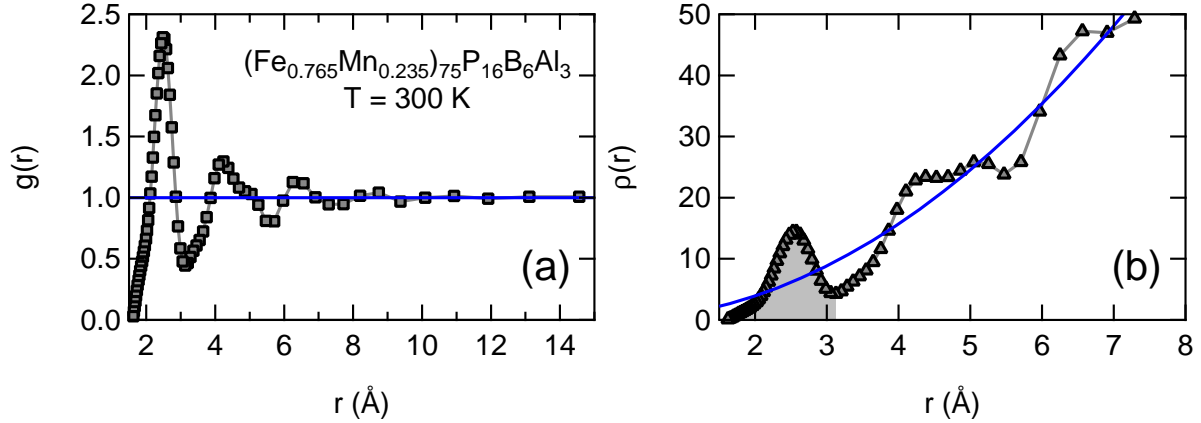 2.5
2.0
1.5
1.0
0.5
0.0
g(r)
(Fe0.765Mn0.235)75P16B6Al3
T = 300 K
(a)
2 4 6 8 10 12 14
r (Å)
50
40
30
20
10
0
ρ(r)
(b)
2 3 4 5 6 7 8
r (Å)